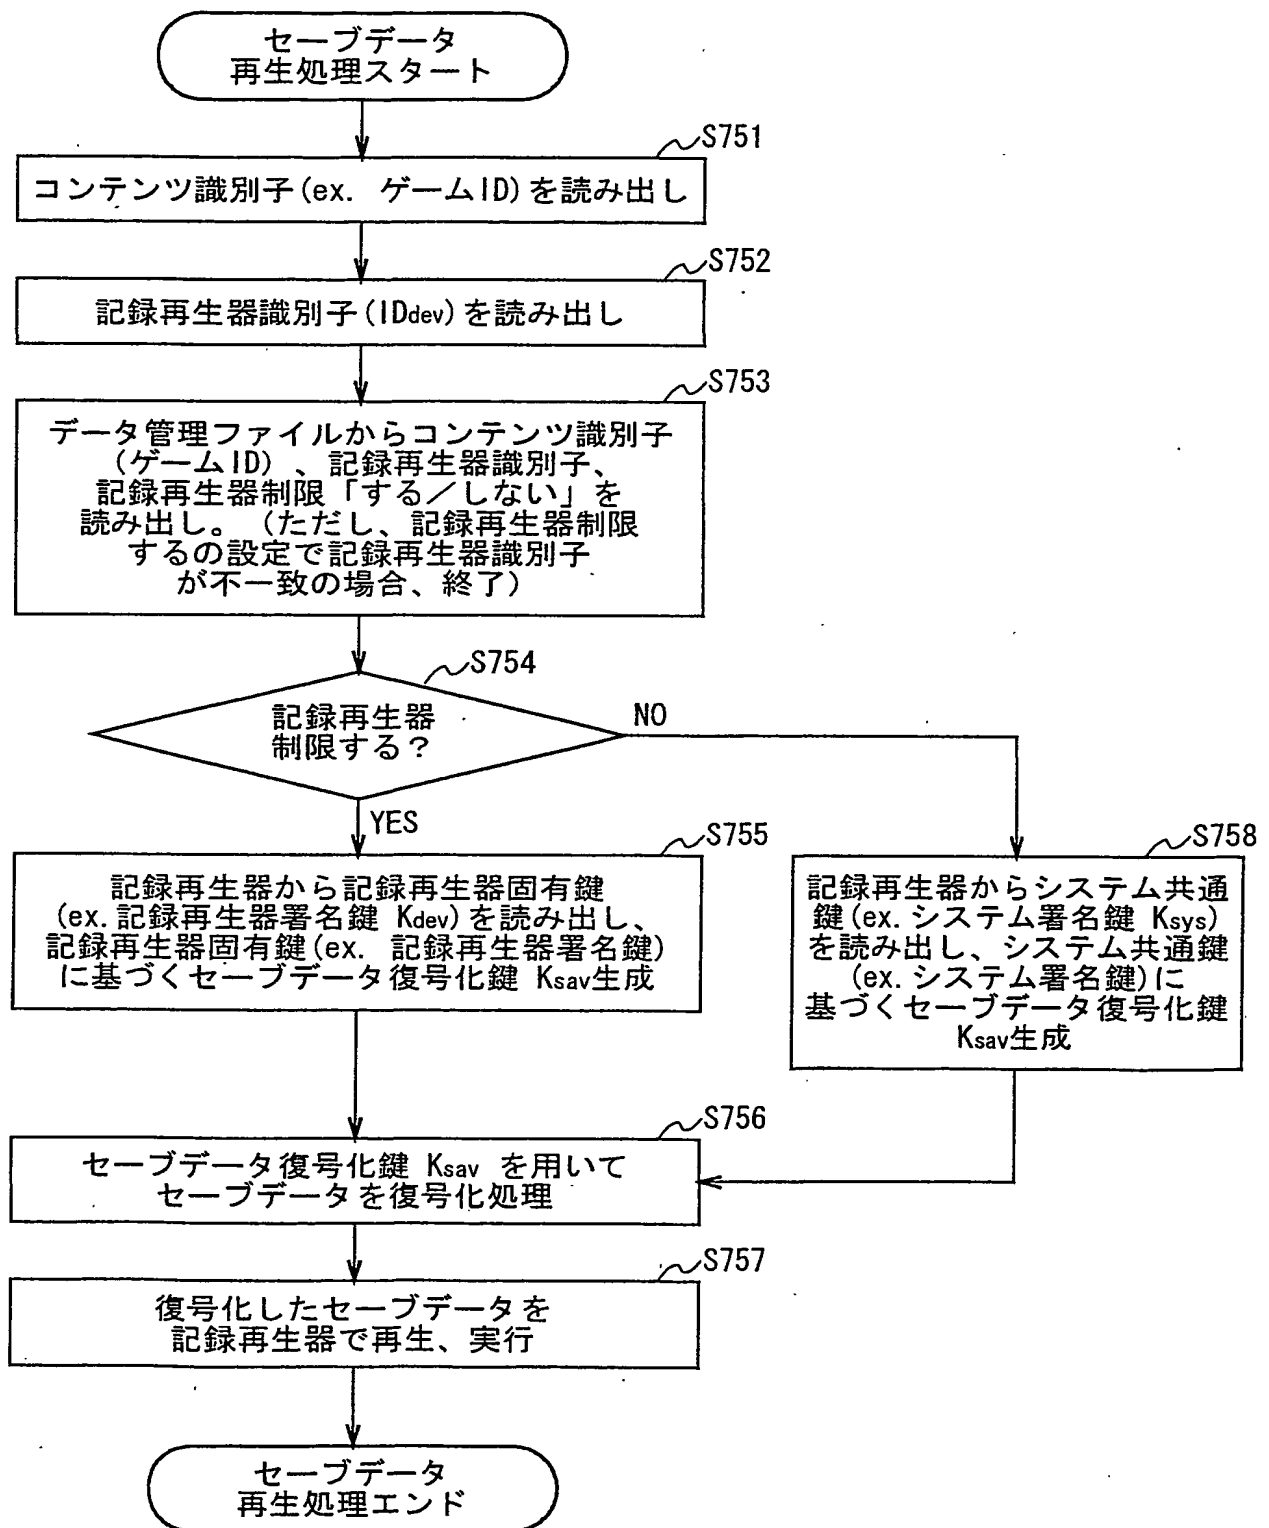 セーブデータ
再生処理スタート
S751
コンテンツ識別子(ex. ゲームID)を読み出し
S752
記録再生器識別子(IDdev)を読み出し
S753
データ管理ファイルからコンテンツ識別子
(ゲームID)、記録再生器識別子、
記録再生器制限「する/しない」を
読み出し。(ただし、記録再生器制限
するの設定で記録再生器識別子
が不一致の場合、終了)
S754
記録再生器
制限する?
NO
YES
S755
記録再生器から記録再生器固有鍵
(ex.記録再生器署名鍵 Kdev)を読み出し、
記録再生器固有鍵(ex. 記録再生器署名鍵)
に基づくセーブデータ復号化鍵 Ksav生成
S758
記録再生器からシステム共通
鍵(ex.システム署名鍵 Ksys)
を読み出し、システム共通鍵
(ex.システム署名鍵)に
基づくセーブデータ復号化鍵
Ksav生成
S756
セーブデータ復号化鍵 Ksav を用いて
セーブデータを復号化処理
S757
復号化したセーブデータを
記録再生器で再生、実行
セーブデータ
再生処理エンド